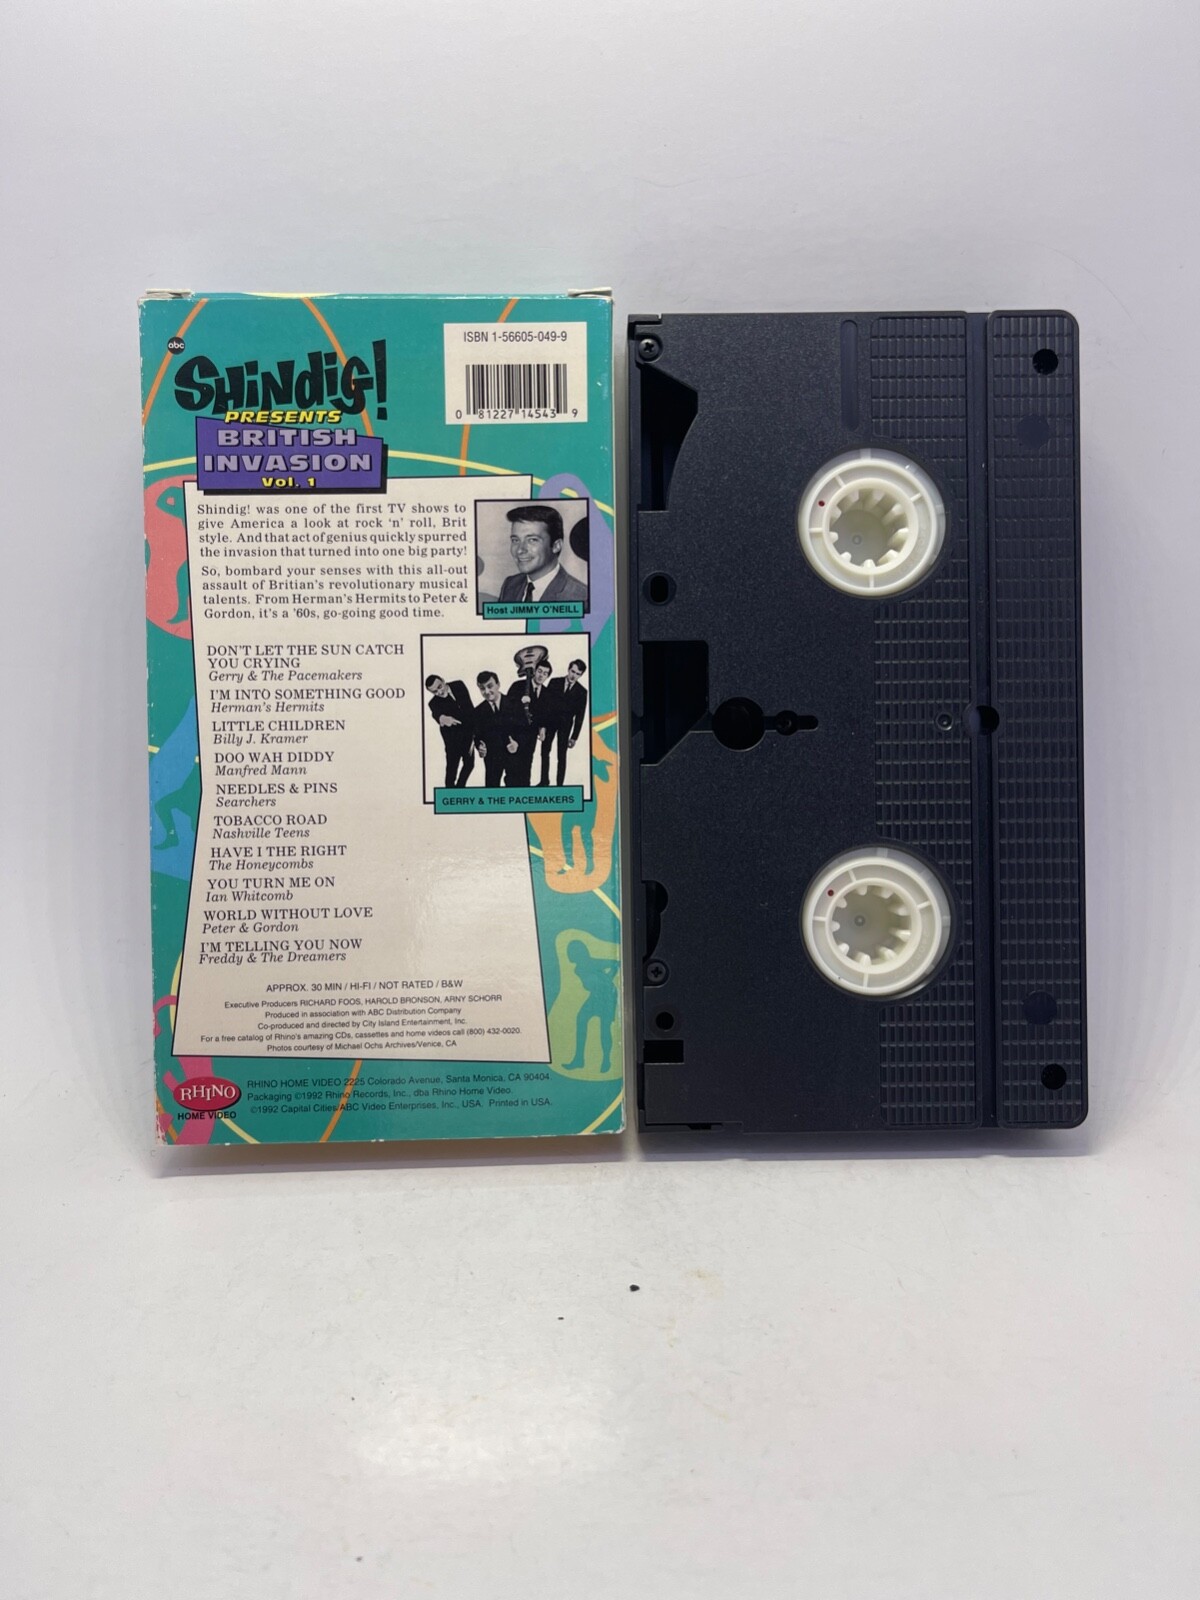 abc
SHINDIG!
PRESENTS
BRITISH
INVASION
Vol. 1
ISBN 1-56605-049-9
0 81227 14543 9
Shindig! was one of the first TV shows to
give America a look at rock 'n' roll, Brit
style. And that act of genius quickly spurred
the invasion that turned into one big party!
So, bombard your senses with this all-out
assault of Britian's revolutionary musical
talents. From Herman's Hermits to Peter &
Gordon, it's a '60s, go-going good time.
Host JIMMY O'NEILL
DON'T LET THE SUN CATCH
YOU CRYING
Gerry & The Pacemakers
I'M INTO SOMETHING GOOD
Herman's Hermits
LITTLE CHILDREN
Billy J. Kramer
DOO WAH DIDDY
Manfred Mann
NEEDLES & PINS
Searchers
TOBACCO ROAD
Nashville Teens
HAVE I THE RIGHT
The Honeycombs
YOU TURN ME ON
Ian Whitcomb
WORLD WITHOUT LOVE
Peter & Gordon
I'M TELLING YOU NOW
Freddy & The Dreamers
GERRY & THE PACEMAKERS
APPROX. 30 MIN / HI-FI / NOT RATED / B&W
Executive Producers RICHARD FOOS, HAROLD BRONSON, ARNY SCHORR
Produced in association with ABC Distribution Company
Co-produced and directed by City Island Entertainment, Inc.
For a free catalog of Rhino's amazing CDs, cassettes and home videos call (800) 432-0020.
Photos courtesy of Michael Ochs Archives/Venice, CA
RHINO
HOME VIDEO
RHINO HOME VIDEO 2225 Colorado Avenue, Santa Monica, CA 90404.
Packaging ©1992 Rhino Records, Inc., dba Rhino Home Video.
©1992 Capital Cities/ABC Video Enterprises, Inc., USA. Printed in USA.